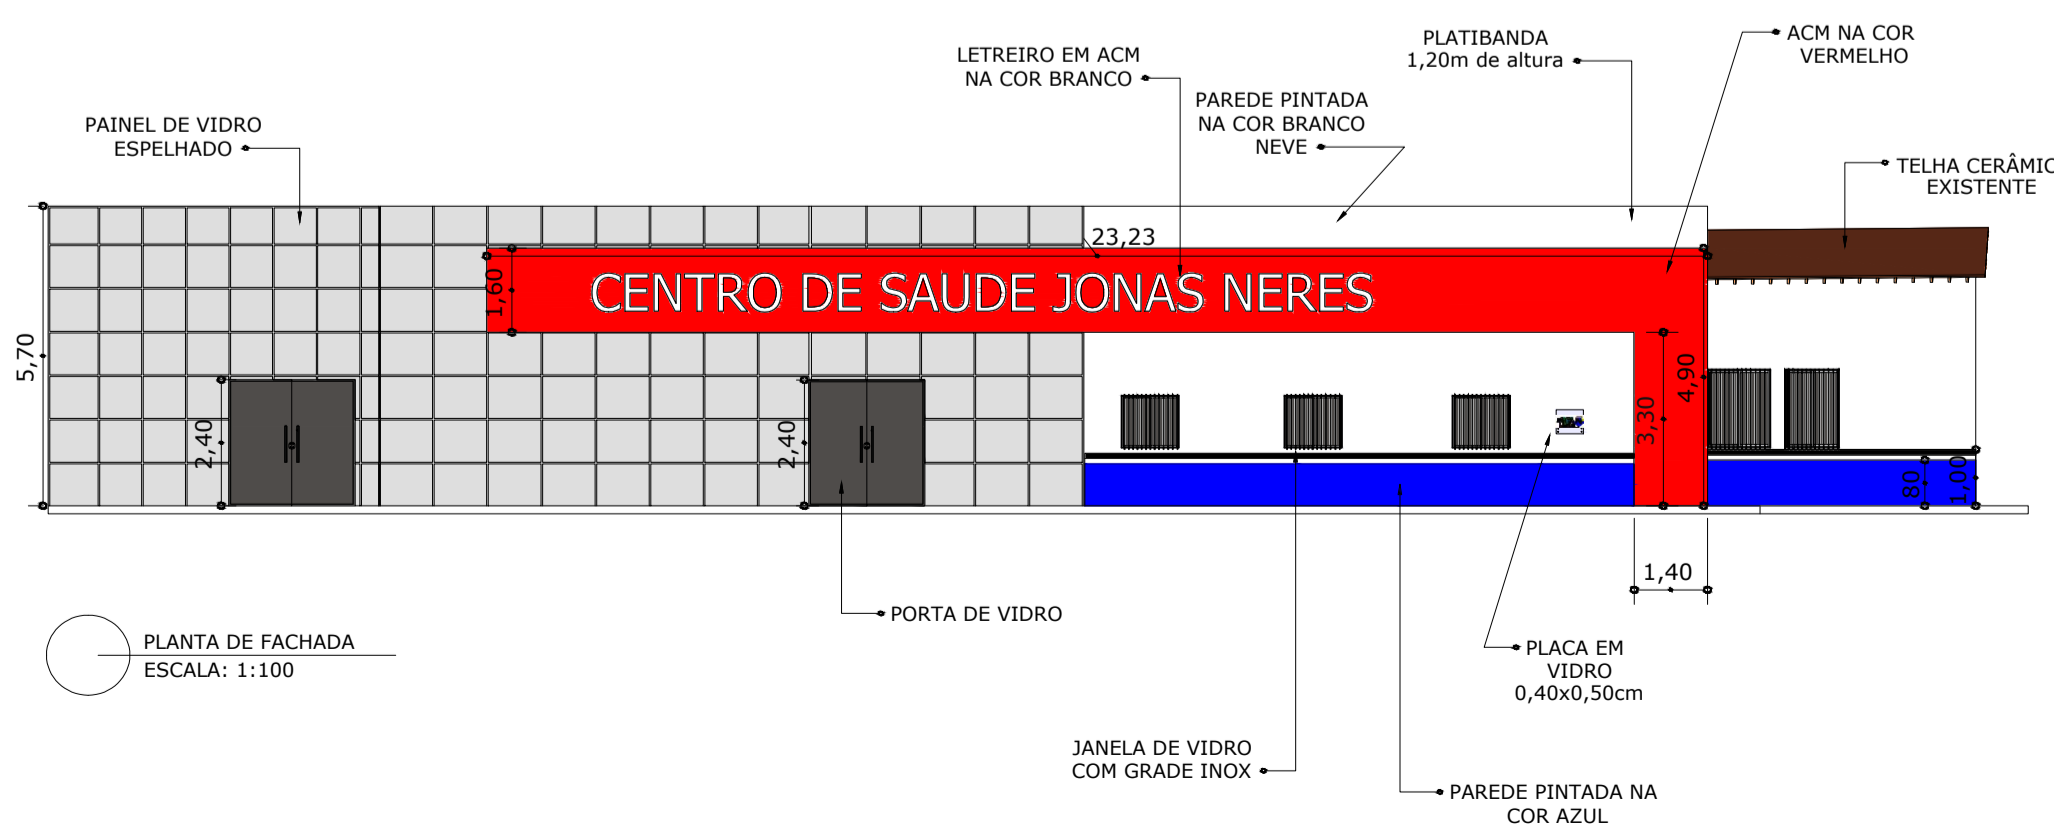 PLATIBANDA
1,20m de altura
ACM NA COR
VERMELHO
LETREIRO EM ACM
NA COR BRANCO
PAREDE PINTADA
NA COR BRANCO
NEVE
PAINEL DE VIDRO
ESPELHADO
TELHA CERÂMIC
EXISTENTE
23,23
1,60
CENTRO DE SAUDE JONAS NERES
5,70
2,40
2,40
3,30
4,90
80
1,00
1,40
PORTA DE VIDRO
PLANTA DE FACHADA
ESCALA: 1:100
PLACA EM
VIDRO
0,40x0,50cm
JANELA DE VIDRO
COM GRADE INOX
PAREDE PINTADA NA
COR AZUL